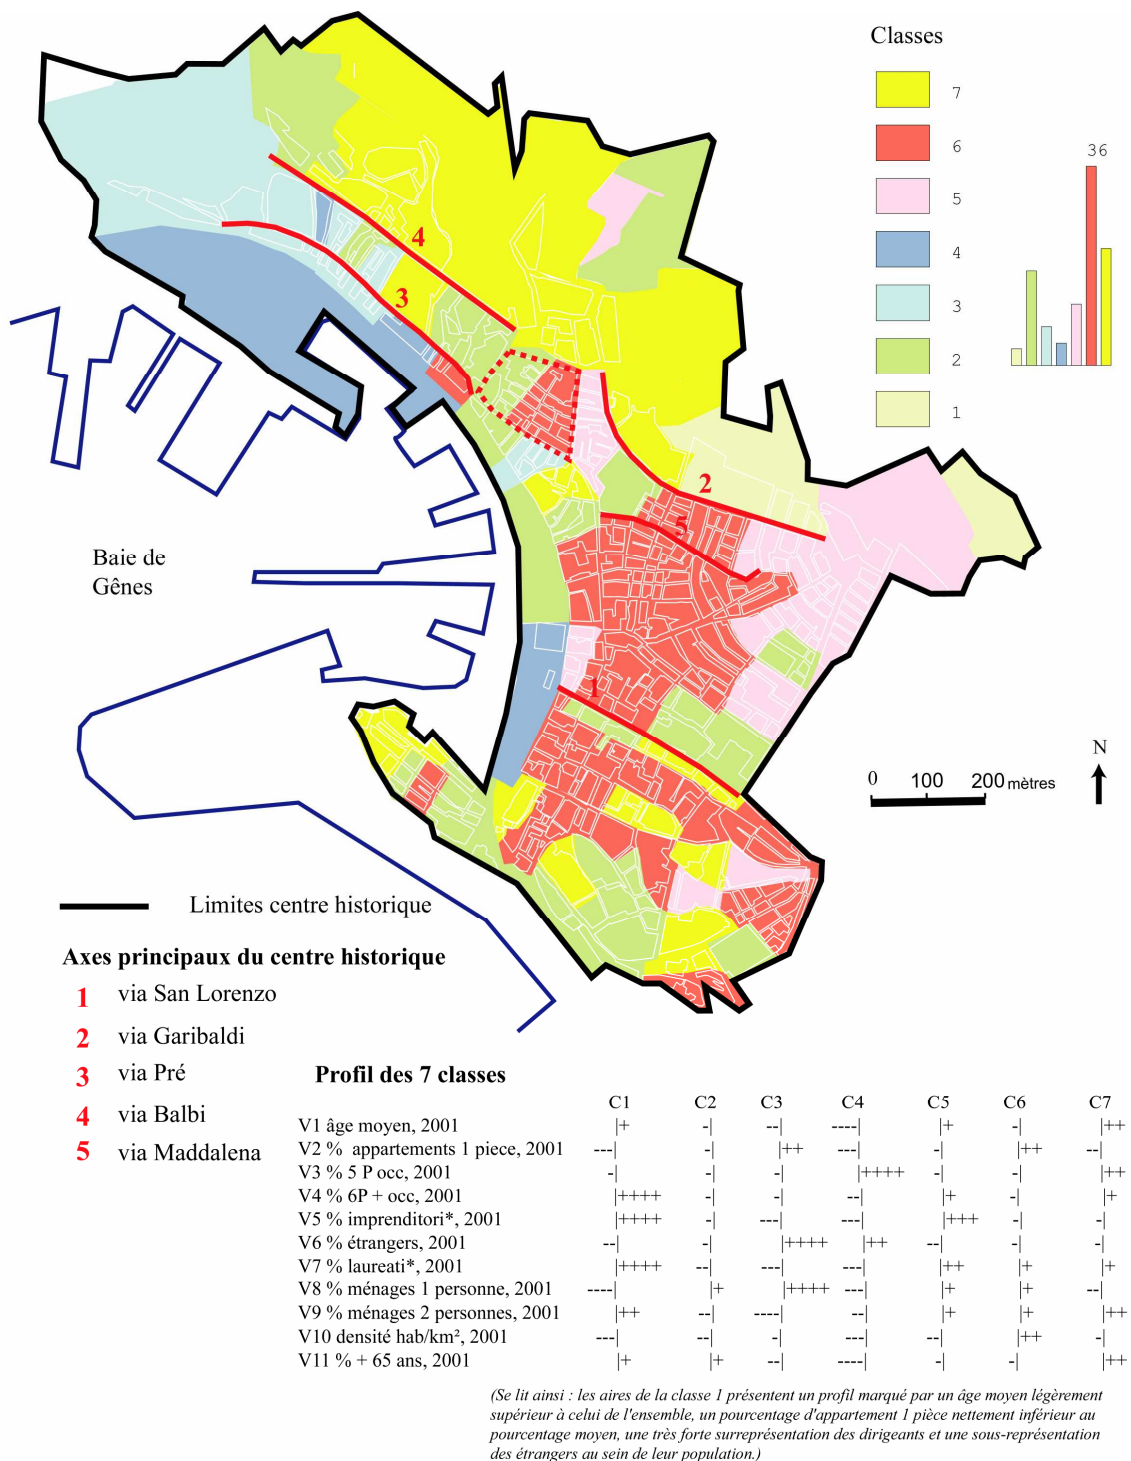 Classes
7
6
5
4
3
2
1
36
4
3
2
5
1
Baie de
Gênes
N
0 100 200 mètres
Limites centre historique
Axes principaux du centre historique
1 via San Lorenzo
2 via Garibaldi
3 via Pré
4 via Balbi
5 via Maddalena
Profil des 7 classes
C1 C2 C3 C4 C5 C6 C7
V1 âge moyen, 2001 |+ -| --| ----| |+ -| |++
V2 % appartements 1 piece, 2001 ---| -| |++ -| -| |++ --|
V3 % 5 P occ, 2001 -| -| -| |++++ -| -| |++
V4 % 6P + occ, 2001 |++++ -| -| --| |+ -| |+
V5 % imprenditori*, 2001 |++++ -| ---| ---| |+++ -| -|
V6 % étrangers, 2001 --| -| |++++ |++ --| -| -|
V7 % laureati*, 2001 |++++ --| ---| ---| |++ |+ |+
V8 % ménages 1 personne, 2001 ----| |+ |++++ ---| |+ |+ --|
V9 % ménages 2 personnes, 2001 |++ --| ----| --| |+ |+ |++
V10 densité hab/km², 2001 ---| --| -| ---| --| |++ -|
V11 % + 65 ans, 2001 |+ |+ --| ----| -| -| |++
(Se lit ainsi : les aires de la classe 1 présentent un profil marqué par un âge moyen légèrement
supérieur à celui de l'ensemble, un pourcentage d'appartement 1 pièce nettement inférieur au
pourcentage moyen, une très forte surreprésentation des dirigeants et une sous-représentation
des étrangers au sein de leur population.)